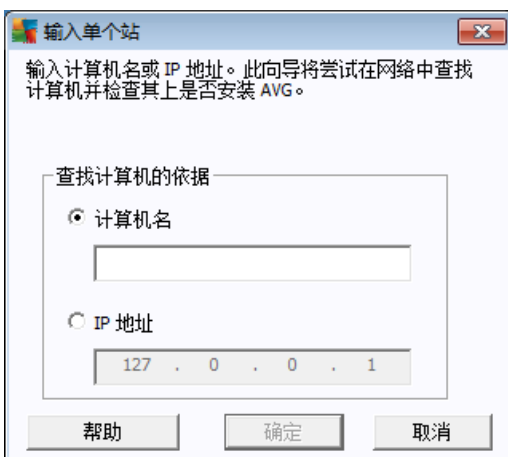 输入单个站
输入计算机名或 IP 地址。此向导将尝试在网络中查找
计算机并检查其上是否安装 AVG。
查找计算机的依据
计算机名
IP 地址
127 . 0 . 0 . 1
帮助 确定 取消